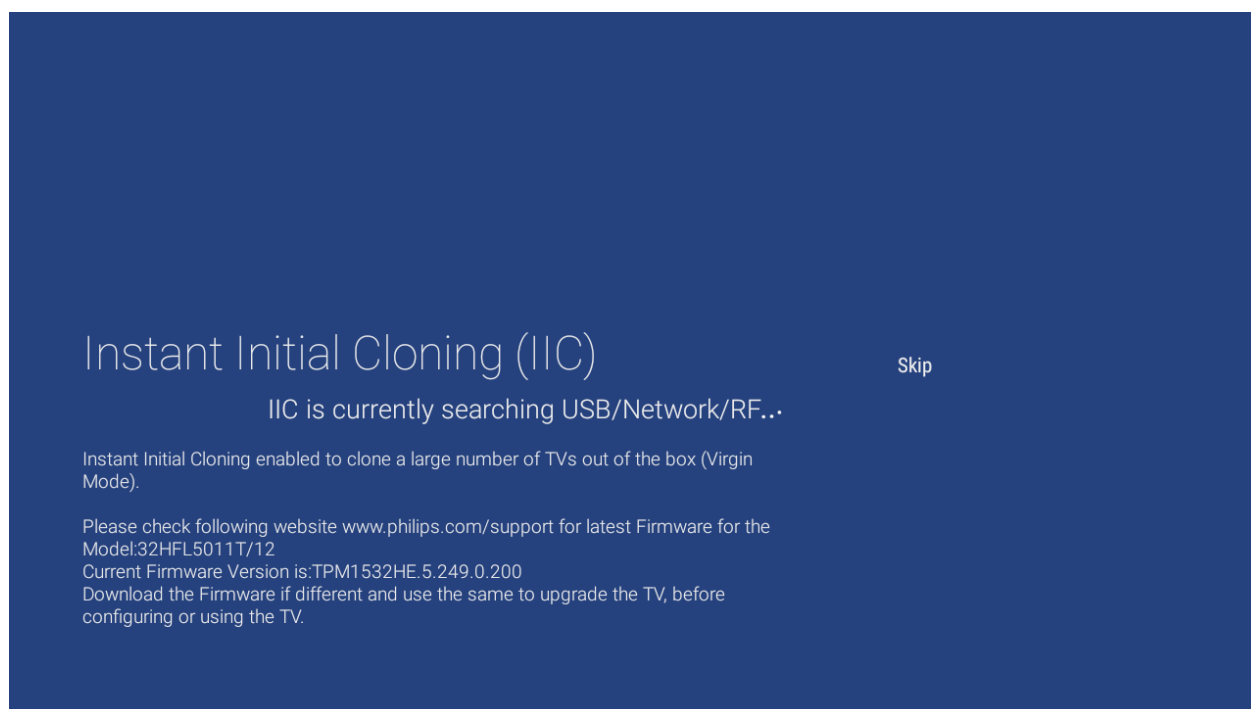 Instant Initial Cloning (IIC)
Skip
IIC is currently searching USB/Network/RF...
Instant Initial Cloning enabled to clone a large number of TVs out of the box (Virgin
Mode).
Please check following website www.philips.com/support for latest Firmware for the
Model:32HFL5011T/12
Current Firmware Version is:TPM1532HE.5.249.0.200
Download the Firmware if different and use the same to upgrade the TV, before
configuring or using the TV.